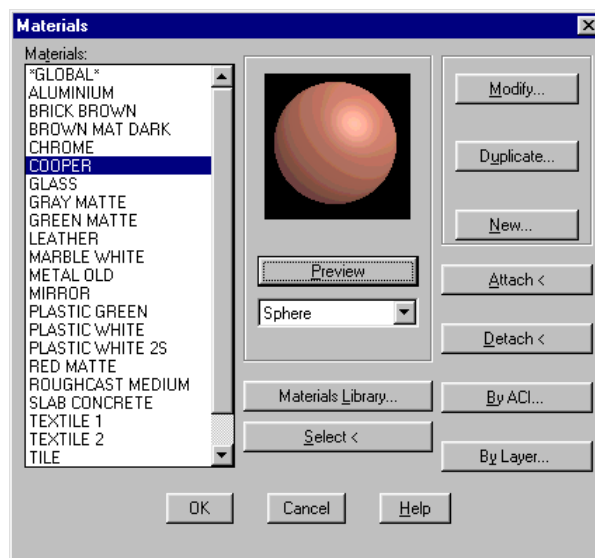 Materials
Materials:
*GLOBAL*
ALUMINIUM
BRICK BROWN
BROWN MAT DARK
CHROME
COOPER
GLASS
GRAY MATTE
GREEN MATTE
LEATHER
MARBLE WHITE
METAL OLD
MIRROR
PLASTIC GREEN
PLASTIC WHITE
PLASTIC WHITE 2S
RED MATTE
ROUGHCAST MEDIUM
SLAB CONCRETE
TEXTILE 1
TEXTILE 2
TILE
Preview
Sphere
Materials Library...
Select <
Modify...
Duplicate...
New...
Attach <
Detach <
By ACI...
By Layer...
OK
Cancel
Help